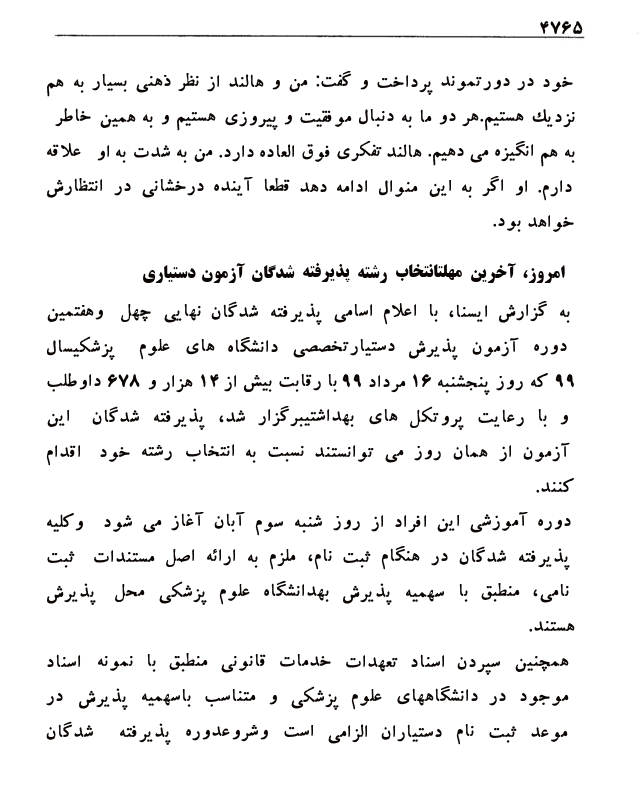 ۴۷۶۵
خود در دورتموند پرداخت و گفت: من و هالند از نظر ذهنی بسیار به هم
نزدیك هستیم.هر دو ما به دنبال موفقیت و پیروزی هستیم و به همین خاطر
به هم انگیزه می دهیم. هالند تفکری فوق العاده دارد. من به شدت به او علاقه
دارم. او اگر به این منوال ادامه دهد قطعا آینده درخشانی در انتظارش
خواهد بود.
امروز، آخرین مهلتانتخاب رشته پذیرفته شدگان آزمون دستیاری
به گزارش ایسنا، با اعلام اسامی پذیرفته شدگان نهایی چهل وهفتمین
دوره آزمون پذیرش دستیارتخصصی دانشگاه های علوم پزشکیسال
۹۹ که روز پنجشنبه ۱۶ مرداد ۹۹ با رقابت بیش از ۱۴ هزار و ۶۷۸ داوطلب
و با رعایت پروتکل های بهداشتیبرگزار شد، پذیرفته شدگان این
آزمون از همان روز می توانستند نسبت به انتخاب رشته خود اقدام
کنند.
دوره آموزشی این افراد از روز شنبه سوم آبان آغاز می شود وکلیه
پذیرفته شدگان در هنگام ثبت نام، ملزم به ارائه اصل مستندات ثبت
نامی، منطبق با سهمیه پذیرش بهدانشگاه علوم پزشکی محل پذیرش
هستند.
همچنین سپردن اسناد تعهدات خدمات قانونی منطبق با نمونه اسناد
موجود در دانشگاههای علوم پزشکی و متناسب باسهمیه پذیرش در
موعد ثبت نام دستیاران الزامی است وشروعدوره پذیرفته شدگان